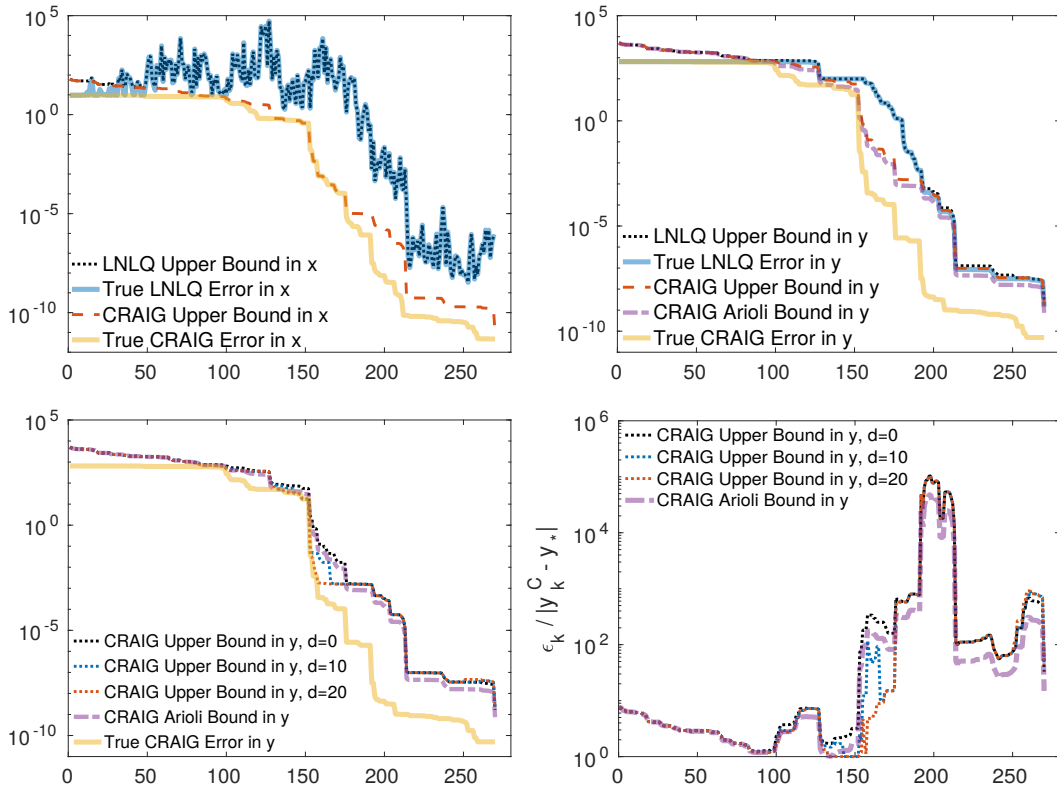 10^5
10^0
10^-5
10^-10
LNLQ Upper Bound in x
True LNLQ Error in x
CRAIG Upper Bound in x
True CRAIG Error in x
0 50 100 150 200 250
10^5
10^0
10^-5
10^-10
LNLQ Upper Bound in y
True LNLQ Error in y
CRAIG Upper Bound in y
CRAIG Arioli Bound in y
True CRAIG Error in y
0 50 100 150 200 250
10^5
10^0
10^-5
10^-10
CRAIG Upper Bound in y, d=0
CRAIG Upper Bound in y, d=10
CRAIG Upper Bound in y, d=20
CRAIG Arioli Bound in y
True CRAIG Error in y
0 50 100 150 200 250
ϵ_k / |y_k^C - y_*|
10^6
10^4
10^2
10^0
CRAIG Upper Bound in y, d=0
CRAIG Upper Bound in y, d=10
CRAIG Upper Bound in y, d=20
CRAIG Arioli Bound in y
0 50 100 150 200 250